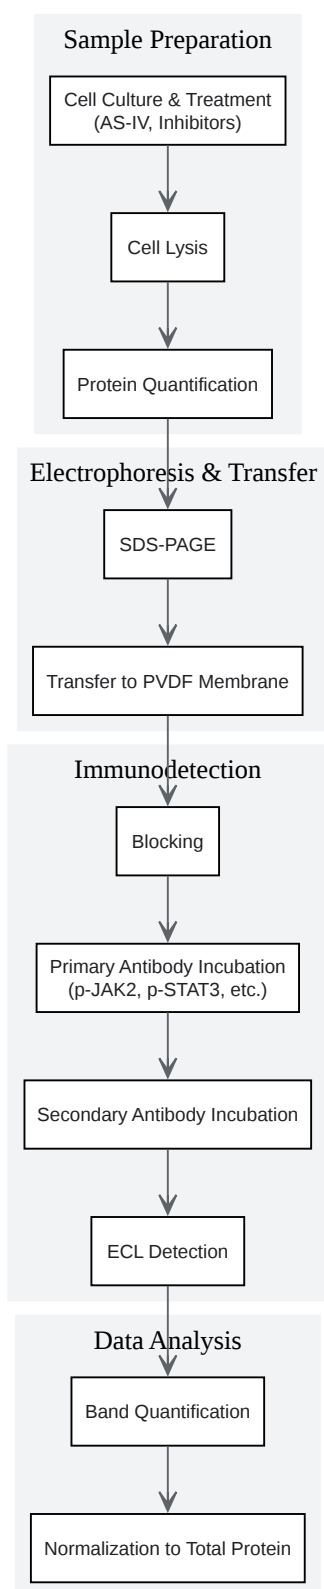 Sample Preparation
Cell Culture & Treatment
(AS-IV, Inhibitors)
Cell Lysis
Protein Quantification
Electrophoresis & Transfer
SDS-PAGE
Transfer to PVDF Membrane
Immunodetection
Blocking
Primary Antibody Incubation
(p-JAK2, p-STAT3, etc.)
Secondary Antibody Incubation
ECL Detection
Data Analysis
Band Quantification
Normalization to Total Protein